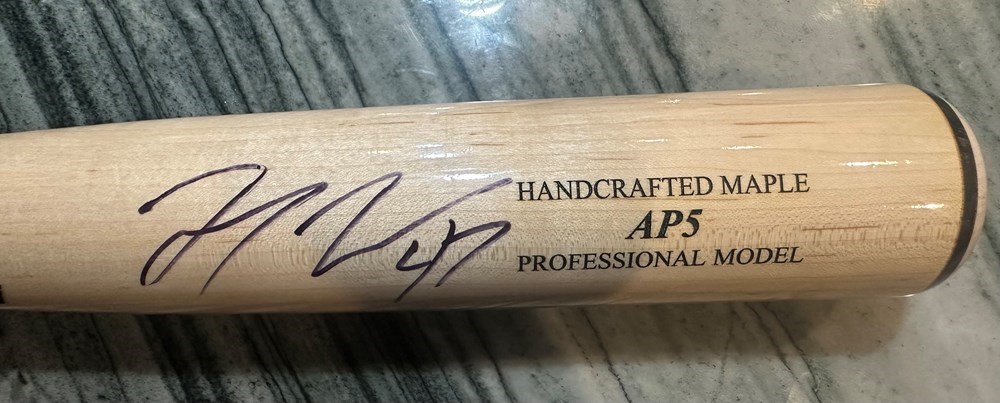 HANDCRAFTED MAPLE
AP5
PROFESSIONAL MODEL